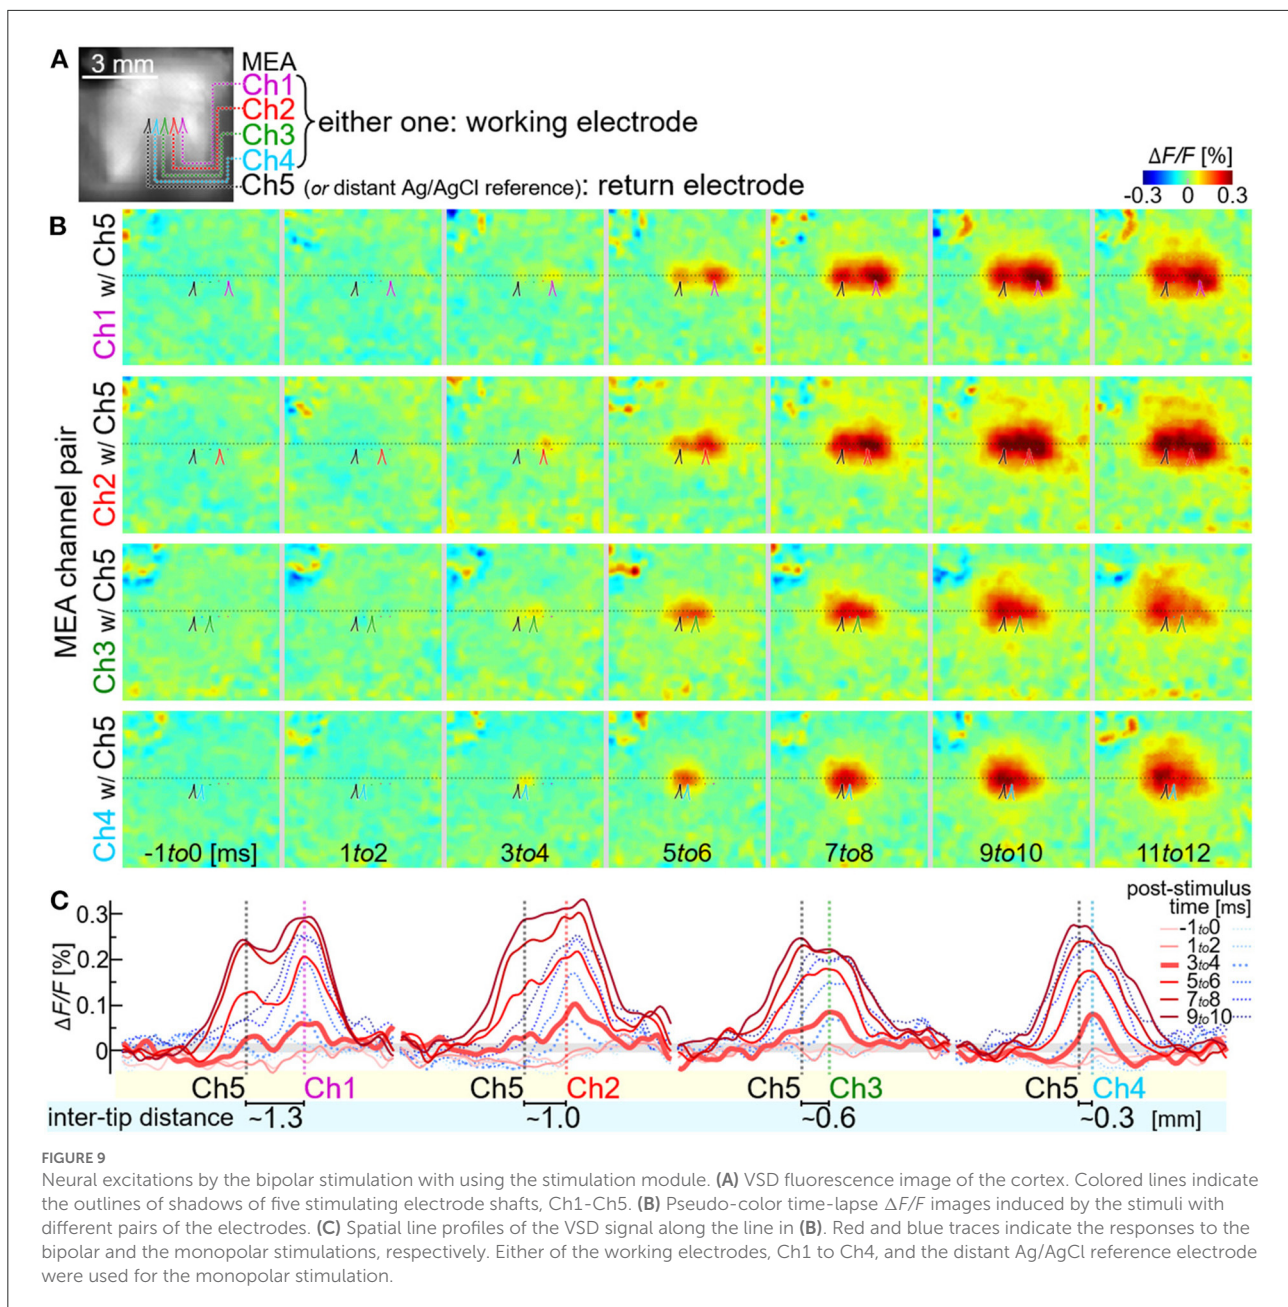 A
3 mm
MEA
Ch1
Ch2
Ch3
Ch4
either one: working electrode
Ch5 (or distant Ag/AgCl reference): return electrode
ΔF/F [%]
-0.3 0 0.3
B
MEA channel pair
Ch1 w/ Ch5
Ch2 w/ Ch5
Ch3 w/ Ch5
Ch4 w/ Ch5
-1to0 [ms] 1to2 3to4 5to6 7to8 9to10 11to12
C
ΔF/F [%]
0.3
0.2
0.1
0
post-stimulus
time [ms]
-1to0
1to2
3to4
5to6
7to8
9to10
Ch5 Ch1 Ch5 Ch2 Ch5 Ch3 Ch5 Ch4
inter-tip distance ~1.3 ~1.0 ~0.6 ~0.3 [mm]
FIGURE 9
Neural excitations by the bipolar stimulation with using the stimulation module. (A) VSD fluorescence image of the cortex. Colored lines indicate
the outlines of shadows of five stimulating electrode shafts, Ch1-Ch5. (B) Pseudo-color time-lapse ΔF/F images induced by the stimuli with
different pairs of the electrodes. (C) Spatial line profiles of the VSD signal along the line in (B). Red and blue traces indicate the responses to the
bipolar and the monopolar stimulations, respectively. Either of the working electrodes, Ch1 to Ch4, and the distant Ag/AgCl reference electrode
were used for the monopolar stimulation.